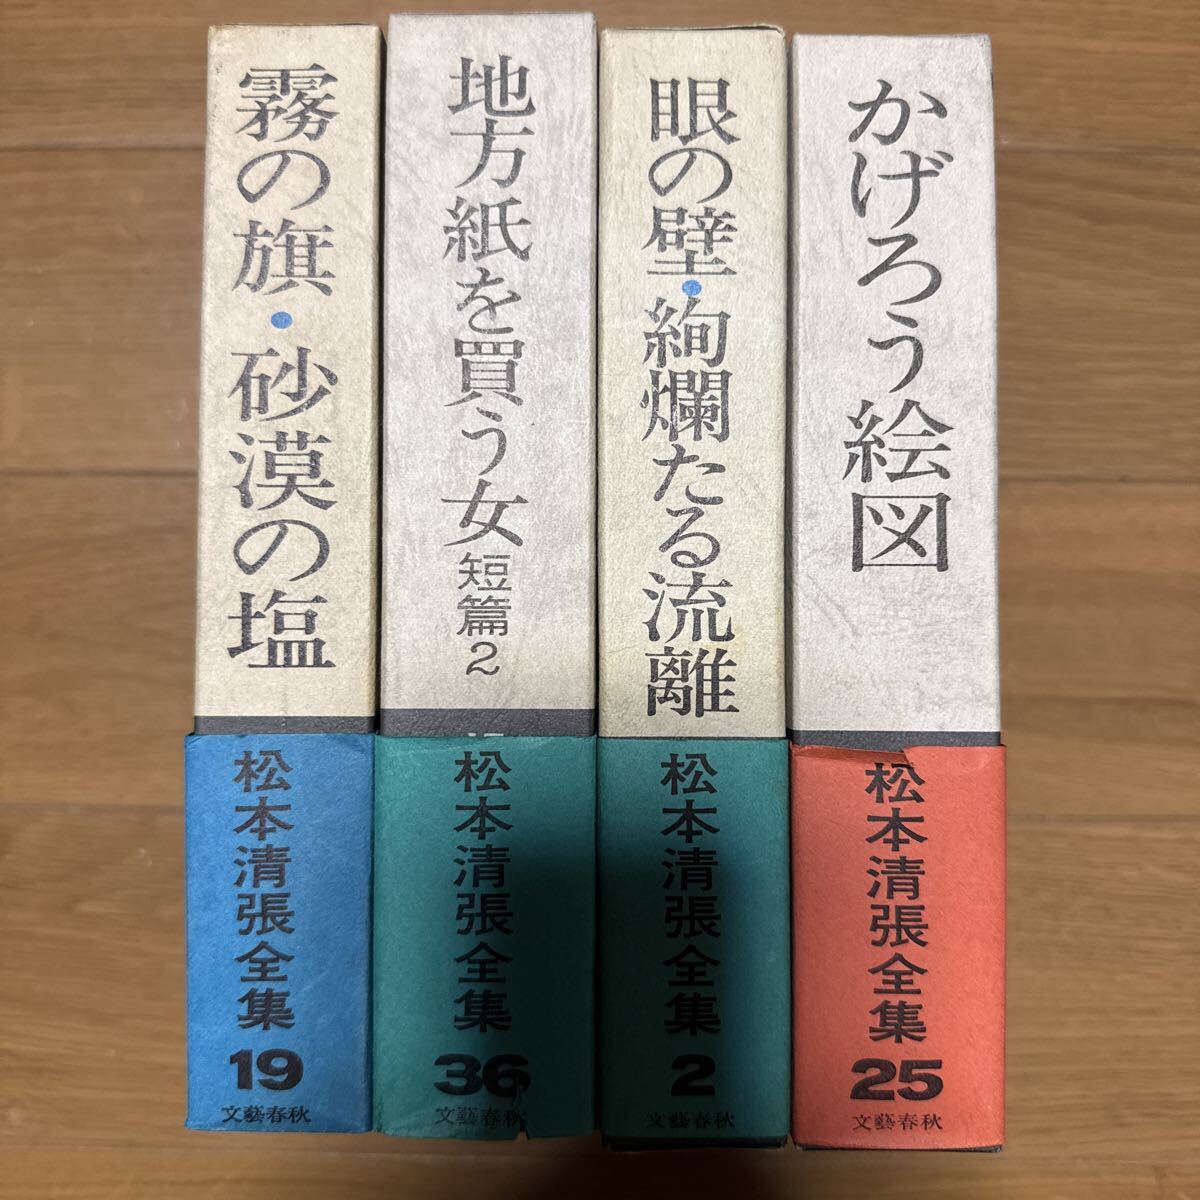 霧の旗・砂漠の塩
松本清張全集
19
文藝春秋
地方紙を買う女
短篇2
松本清張全集
36
文藝春秋
眼の壁・絢爛たる流離
松本清張全集
2
文藝春秋
かげろう絵図
松本清張全集
25
文藝春秋